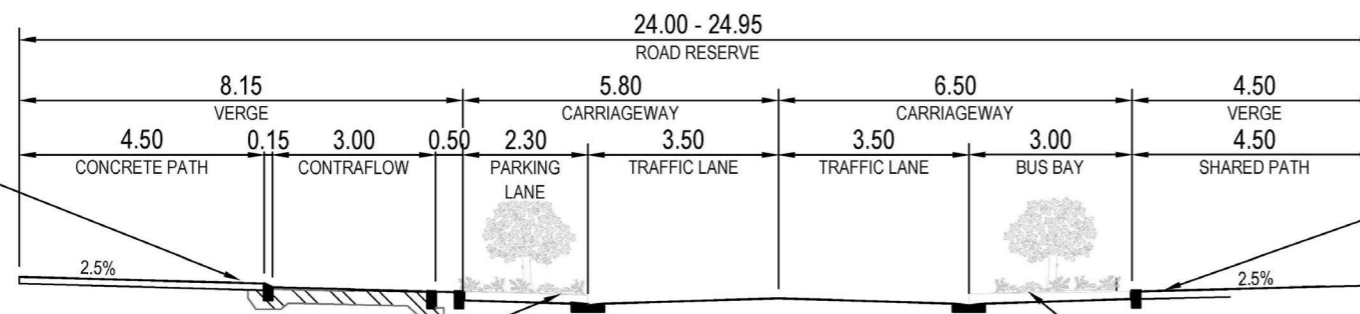 24.00 - 24.95
ROAD RESERVE
8.15 5.80 6.50 4.50
VERGE CARRIAGEWAY CARRIAGEWAY VERGE
4.50 0.15 3.00 0.50 2.30 3.50 3.50 3.00 4.50
CONCRETE PATH CONTRAFLOW PARKING TRAFFIC LANE TRAFFIC LANE BUS BAY SHARED PATH
LANE
2.5% 2.5%